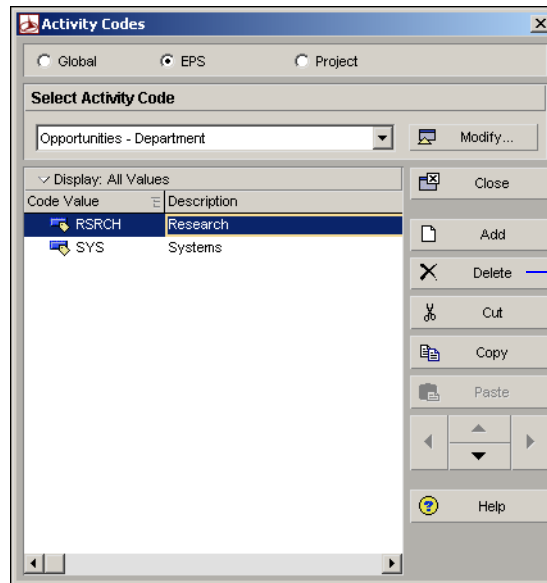 Activity Codes
Global EPS Project
Select Activity Code
Opportunities - Department Modify...
Display: All Values Close
Code Value Description
RSRCH Research Add
SYS Systems
Delete
Cut
Copy
Paste
Help